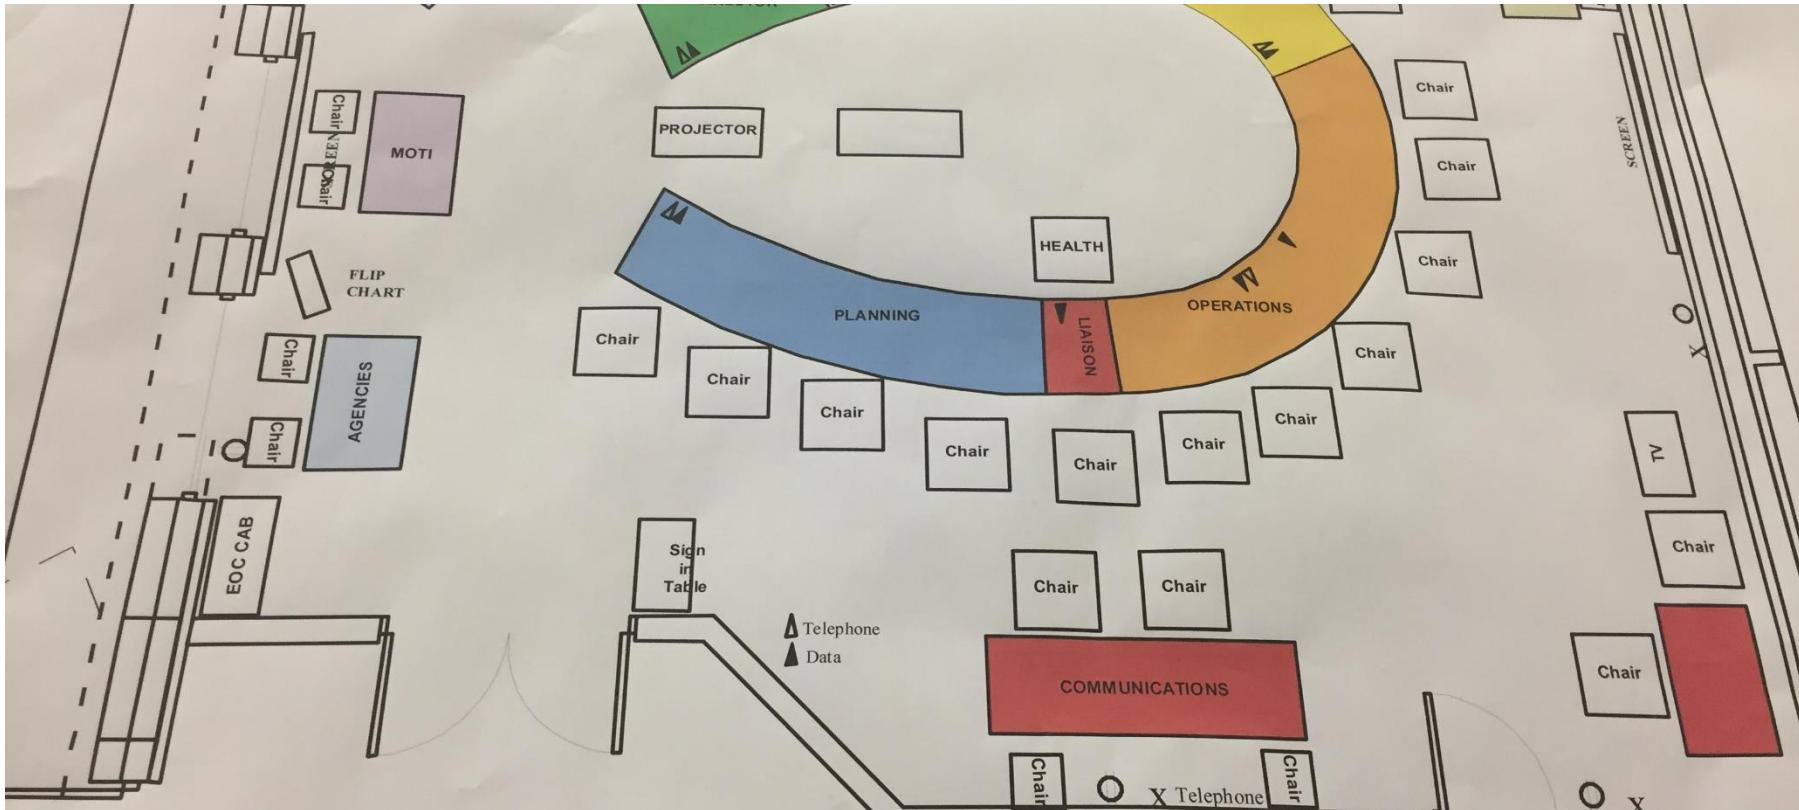 Chair
Chair
SCREEN
Chair
MOTI
PROJECTOR
Chair
SCREEN
HEALTH
Chair
FLIP
CHART
PLANNING
LIAISON
OPERATIONS
Chair
Chair
Chair
AGENCIES
Chair
Chair
Chair
Chair
Chair
Chair
Chair
Chair
X
TV
EOC CAB
Sign
in
Table
Chair
Chair
Chair
Telephone
Data
COMMUNICATIONS
Chair
Chair
X Telephone
Chair
X